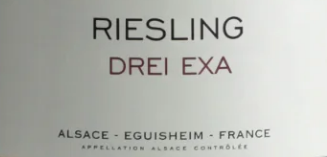 RIESLING
DREI EXA
ALSACE - EGUISHEIM - FRANCE
APPELLATION ALSACE CONTRÔLÉE